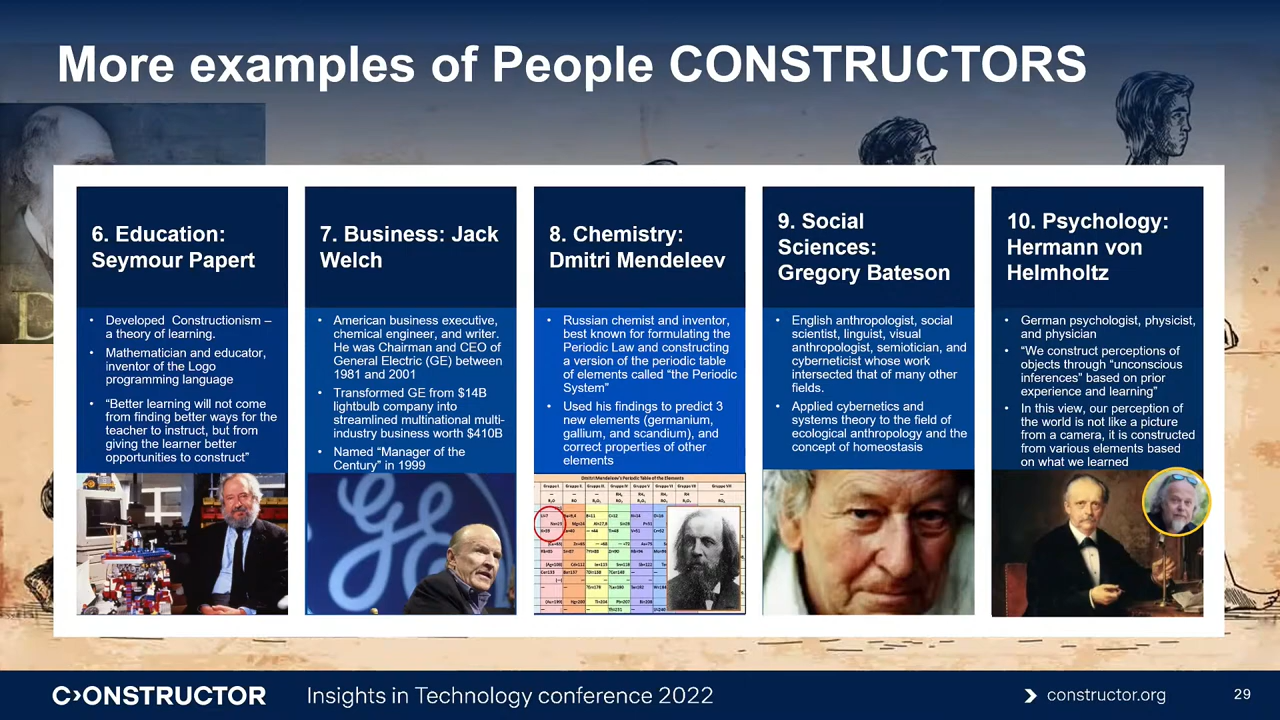 More examples of People CONSTRUCTORS
6. Education:
Seymour Papert
• Developed Constructionism –
a theory of learning.
• Mathematician and educator,
inventor of the Logo
programming language
• “Better learning will not
come from finding better ways for the
teacher to instruct, but from
giving the learner better
opportunities to construct”
7. Business: Jack
Welch
• American business executive,
chemical engineer, and writer.
He was Chairman and CEO of
General Electric (GE) between
1981 and 2001
• Transformed GE from $14B
lightbulb company into
streamlined multinational multi-
industry business worth $410B
• Named “Manager of the
Century” in 1999
8. Chemistry:
Dmitri Mendeleev
• Russian chemist and inventor,
best known for formulating the
Periodic Law and constructing
a version of the periodic table
of elements called “the Periodic
System”
• Used his findings to predict 3
new elements (germanium,
gallium, and scandium), and
correct properties of other
elements
Dmitri Mendeleev's Periodic Table of the Elements
9. Social
Sciences:
Gregory Bateson
• English anthropologist, social
scientist, linguist, visual
anthropologist, semiotician, and
cyberneticist whose work
intersected that of many other
fields.
• Applied cybernetics and
systems theory to the field of
ecological anthropology and the
concept of homeostasis
10. Psychology:
Hermann von
Helmholtz
• German psychologist, physicist,
and physician
• “We construct perceptions of
objects through “unconscious
inferences” based on prior
experience and learning”
• In this view, our perception of
the world is not like a picture
from a camera, it is constructed
from various elements based
on what we learned
CONSTRUCTOR
Insights in Technology conference 2022
constructor.org
29